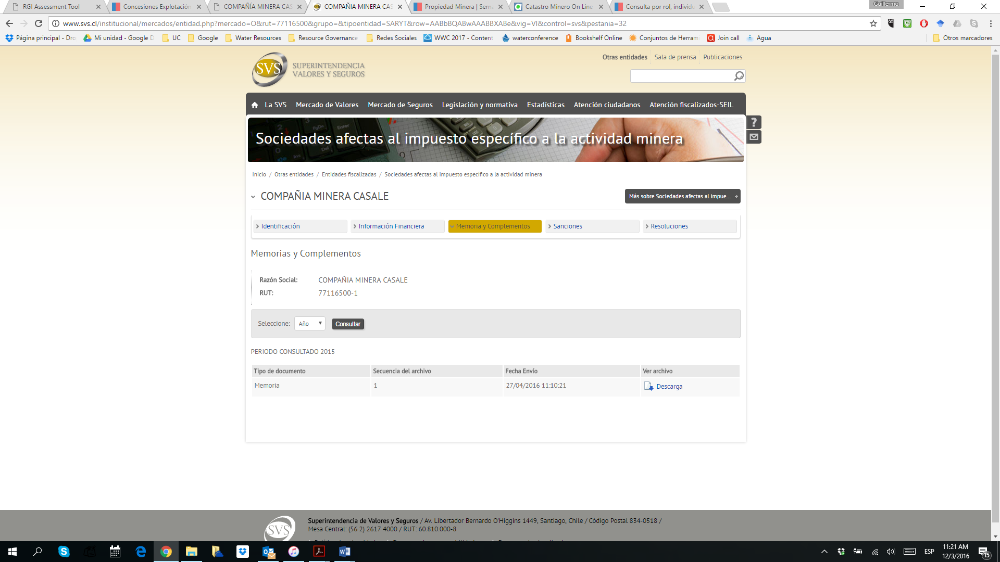 Guillermo
RGI Assessment Tool
Concesiones Explotación
COMPAÑÍA MINERA CAS
COMPAÑIA MINERA CAS
Propiedad Minera | Serna
Catastro Minero On Line
Consulta por rol, individu
www.svs.cl/institucional/mercados/entidad.php?mercado=O&rut=77116500&grupo=&tipoentidad=SARYT&row=AABbBQABwAAABBXABe&vig=VI&control=svs&pestania=32
Página principal - Dro
Mi unidad - Google D
UC
Google
Water Resources
Resource Governance
Redes Sociales
WWC 2017 - Content
waterconference
Bookshelf Online
Conjuntos de Herram
Join call
Agua
Otros marcadores
SVS
SUPERINTENDENCIA
VALORES Y SEGUROS
Otras entidades
Sala de prensa
Publicaciones
La SVS
Mercado de Valores
Mercado de Seguros
Legislación y normativa
Estadísticas
Atención ciudadanos
Atención fiscalizados-SEIL
?
Sociedades afectas al impuesto específico a la actividad minera
Inicio / Otras entidades / Entidades fiscalizadas / Sociedades afectas al impuesto específico a la actividad minera
COMPAÑIA MINERA CASALE
Más sobre Sociedades afectas al impue...
Identificación
Información Financiera
Memoria y Complementos
Sanciones
Resoluciones
Memorias y Complementos
Razón Social: COMPAÑIA MINERA CASALE
RUT: 77116500-1
Seleccione:
Año
Consultar
PERIODO CONSULTADO 2015
Tipo de documento
Secuencia del archivo
Fecha Envío
Ver archivo
Memoria
1
27/04/2016 11:10:21
Descarga
SVS
Superintendencia de Valores y Seguros / Av. Libertador Bernardo O'Higgins 1449, Santiago, Chile / Código Postal 834-0518 /
Mesa Central: (56 2) 2617 4000 / RUT: 60.810.000-8
ESP
11:21 AM
12/3/2016
15